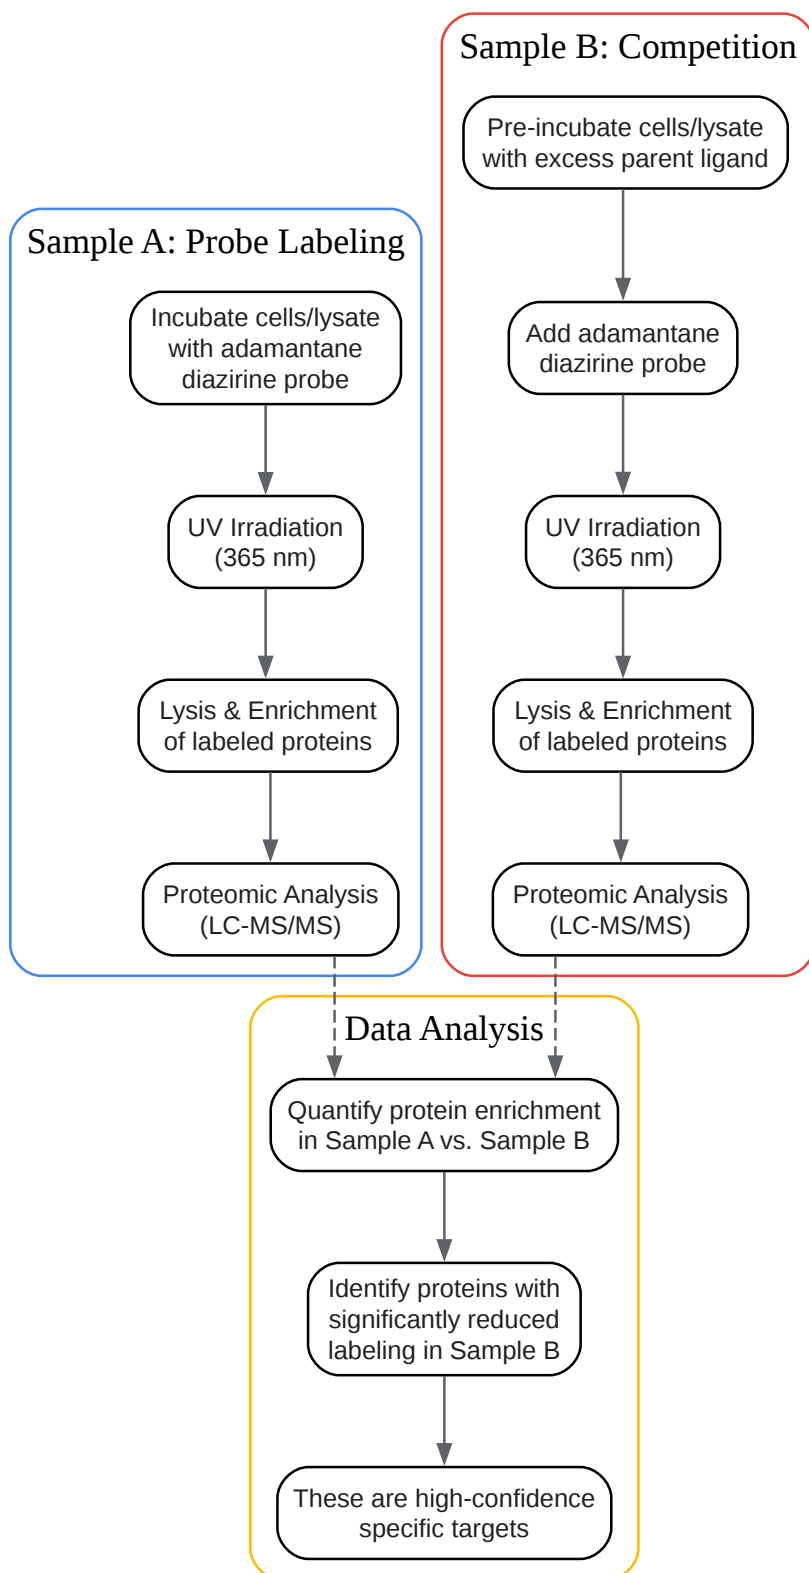 Sample B: Competition
Pre-incubate cells/lysate
with excess parent ligand
Add adamantane
diazirine probe
UV Irradiation
(365 nm)
Lysis & Enrichment
of labeled proteins
Proteomic Analysis
(LC-MS/MS)
Sample A: Probe Labeling
Incubate cells/lysate
with adamantane
diazirine probe
UV Irradiation
(365 nm)
Lysis & Enrichment
of labeled proteins
Proteomic Analysis
(LC-MS/MS)
Data Analysis
Quantify protein enrichment
in Sample A vs. Sample B
Identify proteins with
significantly reduced
labeling in Sample B
These are high-confidence
specific targets